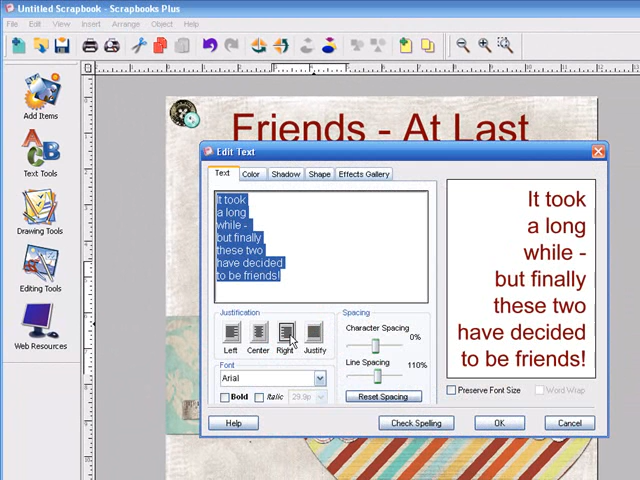 Untitled Scrapbook - Scrapbooks Plus
File Edit View Insert Arrange Object Help
Add Items
Text Tools
Drawing Tools
Editing Tools
Web Resources
Friends - At Last
Edit Text
Text Color Shadow Shape Effects Gallery
It took
a long
while -
but finally
these two
have decided
to be friends!
It took
a long
while -
but finally
these two
have decided
to be friends!
Justification
Left Center Right Justify
Spacing
Character Spacing
0%
Line Spacing
110%
Reset Spacing
Font
Arial
Bold Italic 29.9p
Preserve Font Size Word Wrap
Help Check Spelling OK Cancel